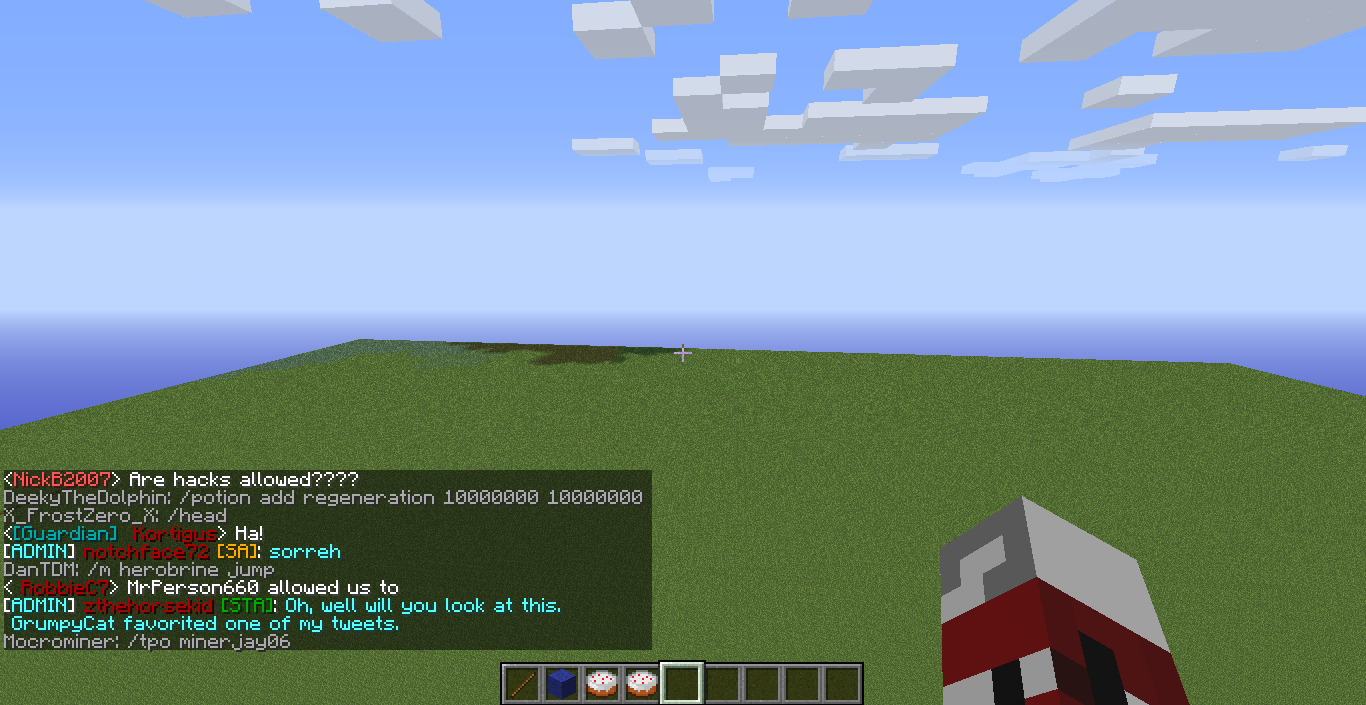 <NickB2007> Are hacks allowed????
DeekyTheDolphin: /potion add regeneration 10000000 10000000
X_FrostZero_X: /head
<[Guardian] Kortigus> Ha!
[ADMIN] notchface72 [SA]: sorreh
DanTDM: /m herobrine jump
< RobbieC7> MrPerson660 allowed us to
[ADMIN] zthehorsekid [STA]: Oh, well will you look at this.
GrumpyCat favorited one of my tweets.
Mocrominer: /tpo minerjay06